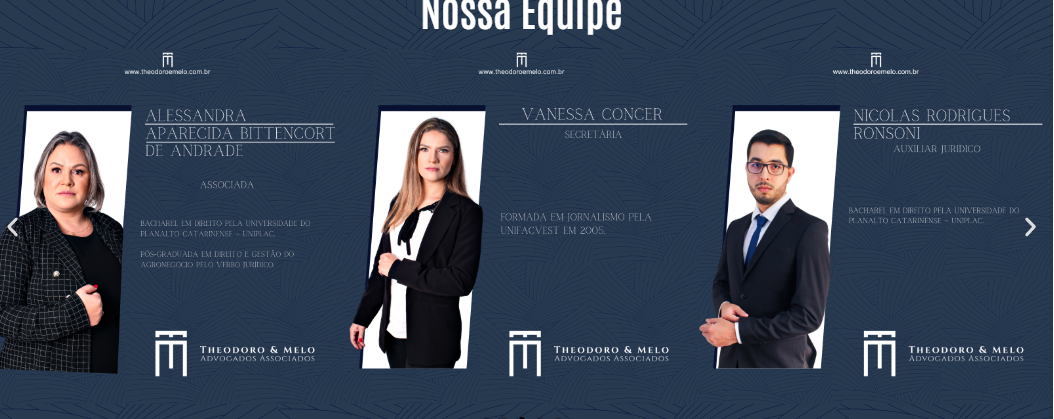 Nossa Equipe
www.theodoroemelo.com.br
ALESSANDRA
APARECIDA BITTENCORT
DE ANDRADE
ASSOCIADA
BACHAREL EM DIREITO PELA UNIVERSIDADE DO
PLANALTO CATARINENSE - UNIPLAC.
PÓS-GRADUADA EM DIREITO E GESTÃO DO
AGRONEGÓCIO PELO VERBO JURÍDICO.
THEODORO & MELO
ADVOGADOS ASSOCIADOS
www.theodoroemelo.com.br
VANESSA CONCER
SECRETÁRIA
FORMADA EM JORNALISMO PELA
UNIFACVEST EM 2005.
THEODORO & MELO
ADVOGADOS ASSOCIADOS
www.theodoroemelo.com.br
NICOLAS RODRIGUES
RONSONI
AUXILIAR JURÍDICO
BACHAREL EM DIREITO PELA UNIVERSIDADE DO
PLANALTO CATARINENSE - UNIPLAC.
THEODORO & MELO
ADVOGADOS ASSOCIADOS